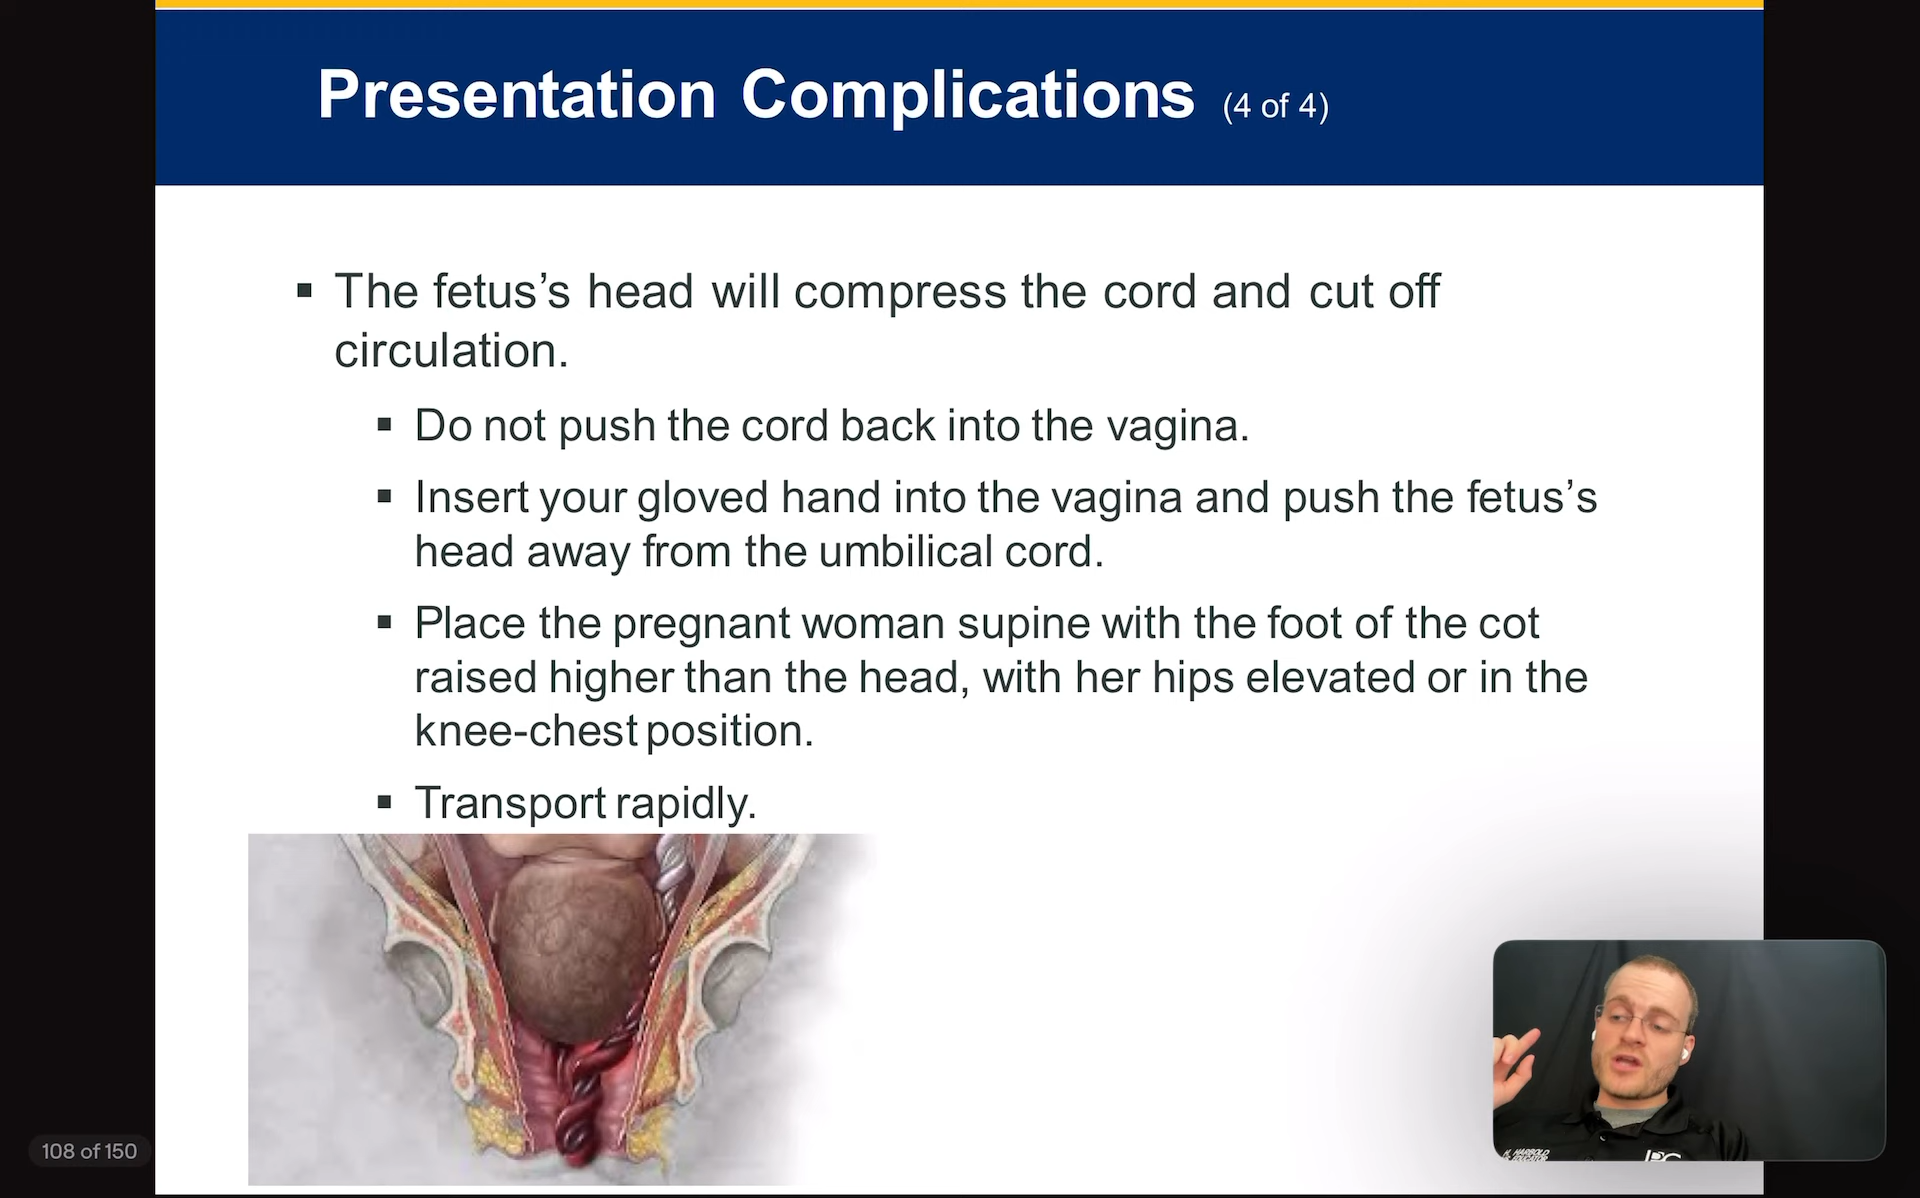 Presentation Complications (4 of 4)
▪ The fetus’s head will compress the cord and cut off
circulation.
▪ Do not push the cord back into the vagina.
▪ Insert your gloved hand into the vagina and push the fetus’s
head away from the umbilical cord.
▪ Place the pregnant woman supine with the foot of the cot
raised higher than the head, with her hips elevated or in the
knee-chest position.
▪ Transport rapidly.
108 of 150